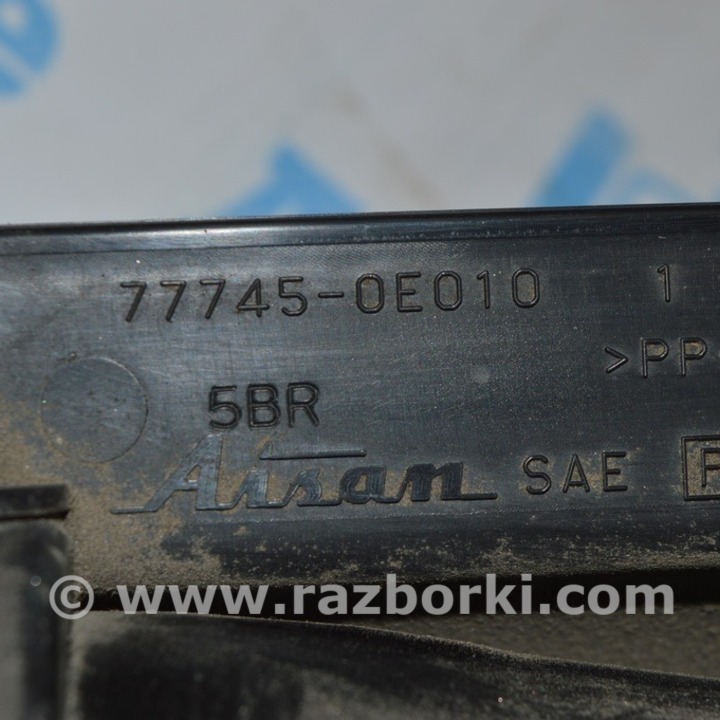 77745-0E010 1
>PP
5BR
Aisan SAE
© www.razborki.com